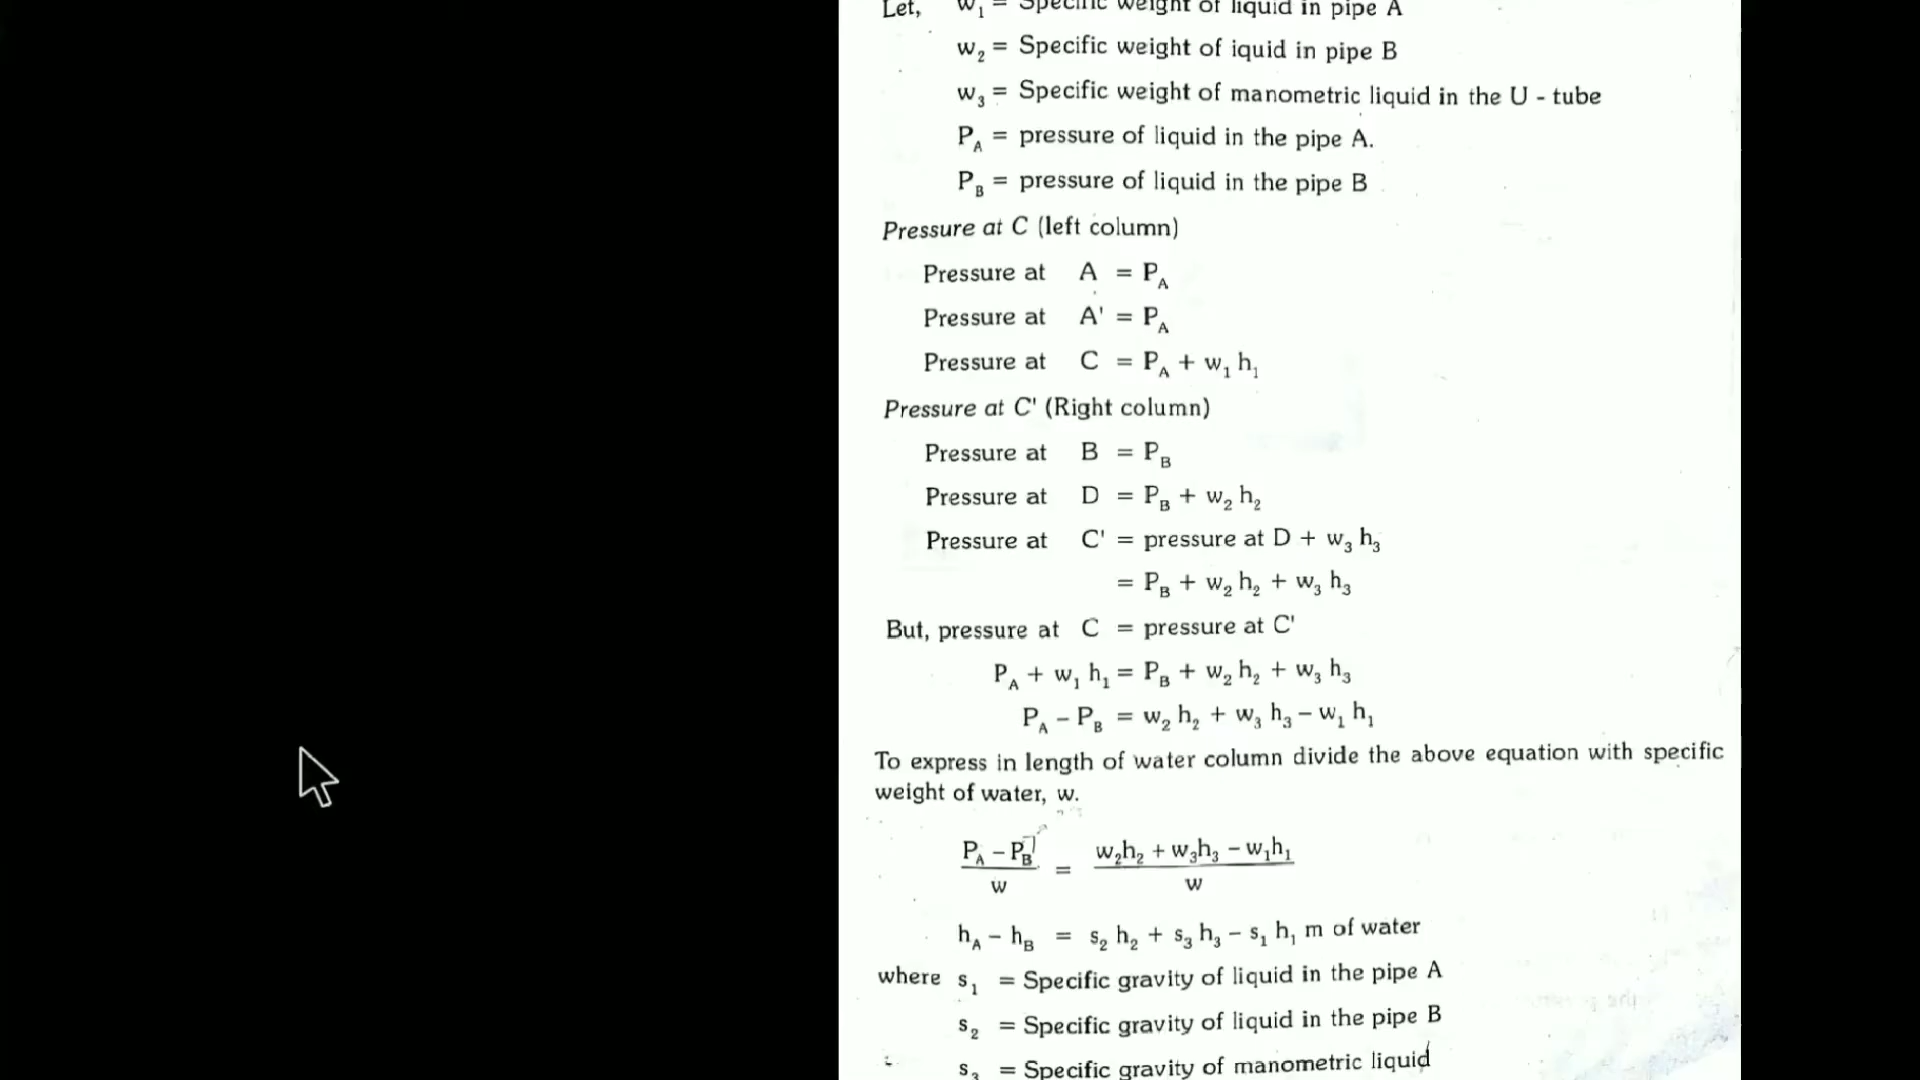 Let, w₁ = Specific weight of liquid in pipe A
w₂ = Specific weight of iquid in pipe B
w₃ = Specific weight of manometric liquid in the U - tube
P_A = pressure of liquid in the pipe A.
P_B = pressure of liquid in the pipe B
Pressure at C (left column)
Pressure at A = P_A
Pressure at A' = P_A
Pressure at C = P_A + w₁ h₁
Pressure at C' (Right column)
Pressure at B = P_B
Pressure at D = P_B + w₂ h₂
Pressure at C' = pressure at D + w₃ h₃
= P_B + w₂ h₂ + w₃ h₃
But, pressure at C = pressure at C'
P_A + w₁ h₁ = P_B + w₂ h₂ + w₃ h₃
P_A – P_B = w₂ h₂ + w₃ h₃ – w₁ h₁
To express in length of water column divide the above equation with specific
weight of water, w.
(P_A – P_B)/w = (w₂h₂ + w₃h₃ – w₁h₁)/w
h_A – h_B = s₂ h₂ + s₃ h₃ – s₁ h₁ m of water
where s₁ = Specific gravity of liquid in the pipe A
s₂ = Specific gravity of liquid in the pipe B
s₃ = Specific gravity of manometric liquid